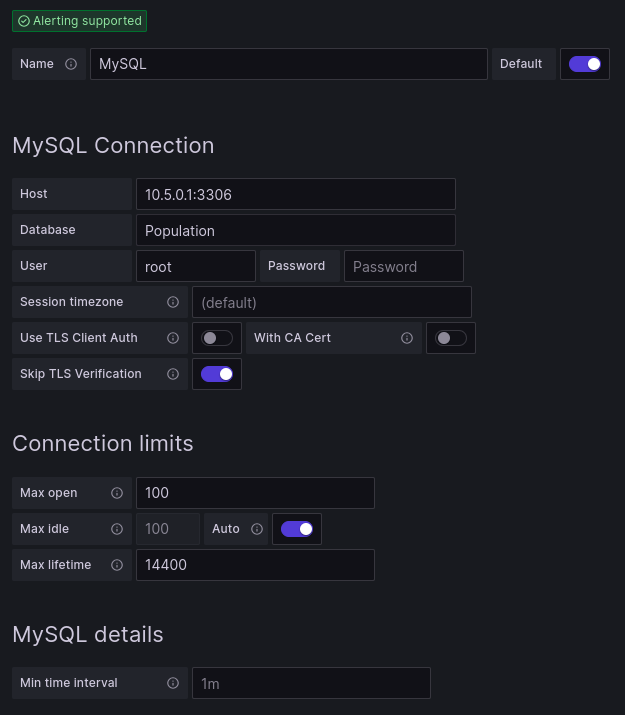 Alerting supported
Name MySQL Default
MySQL Connection
Host 10.5.0.1:3306
Database Population
User root Password Password
Session timezone (default)
Use TLS Client Auth With CA Cert
Skip TLS Verification
Connection limits
Max open 100
Max idle 100 Auto
Max lifetime 14400
MySQL details
Min time interval 1m